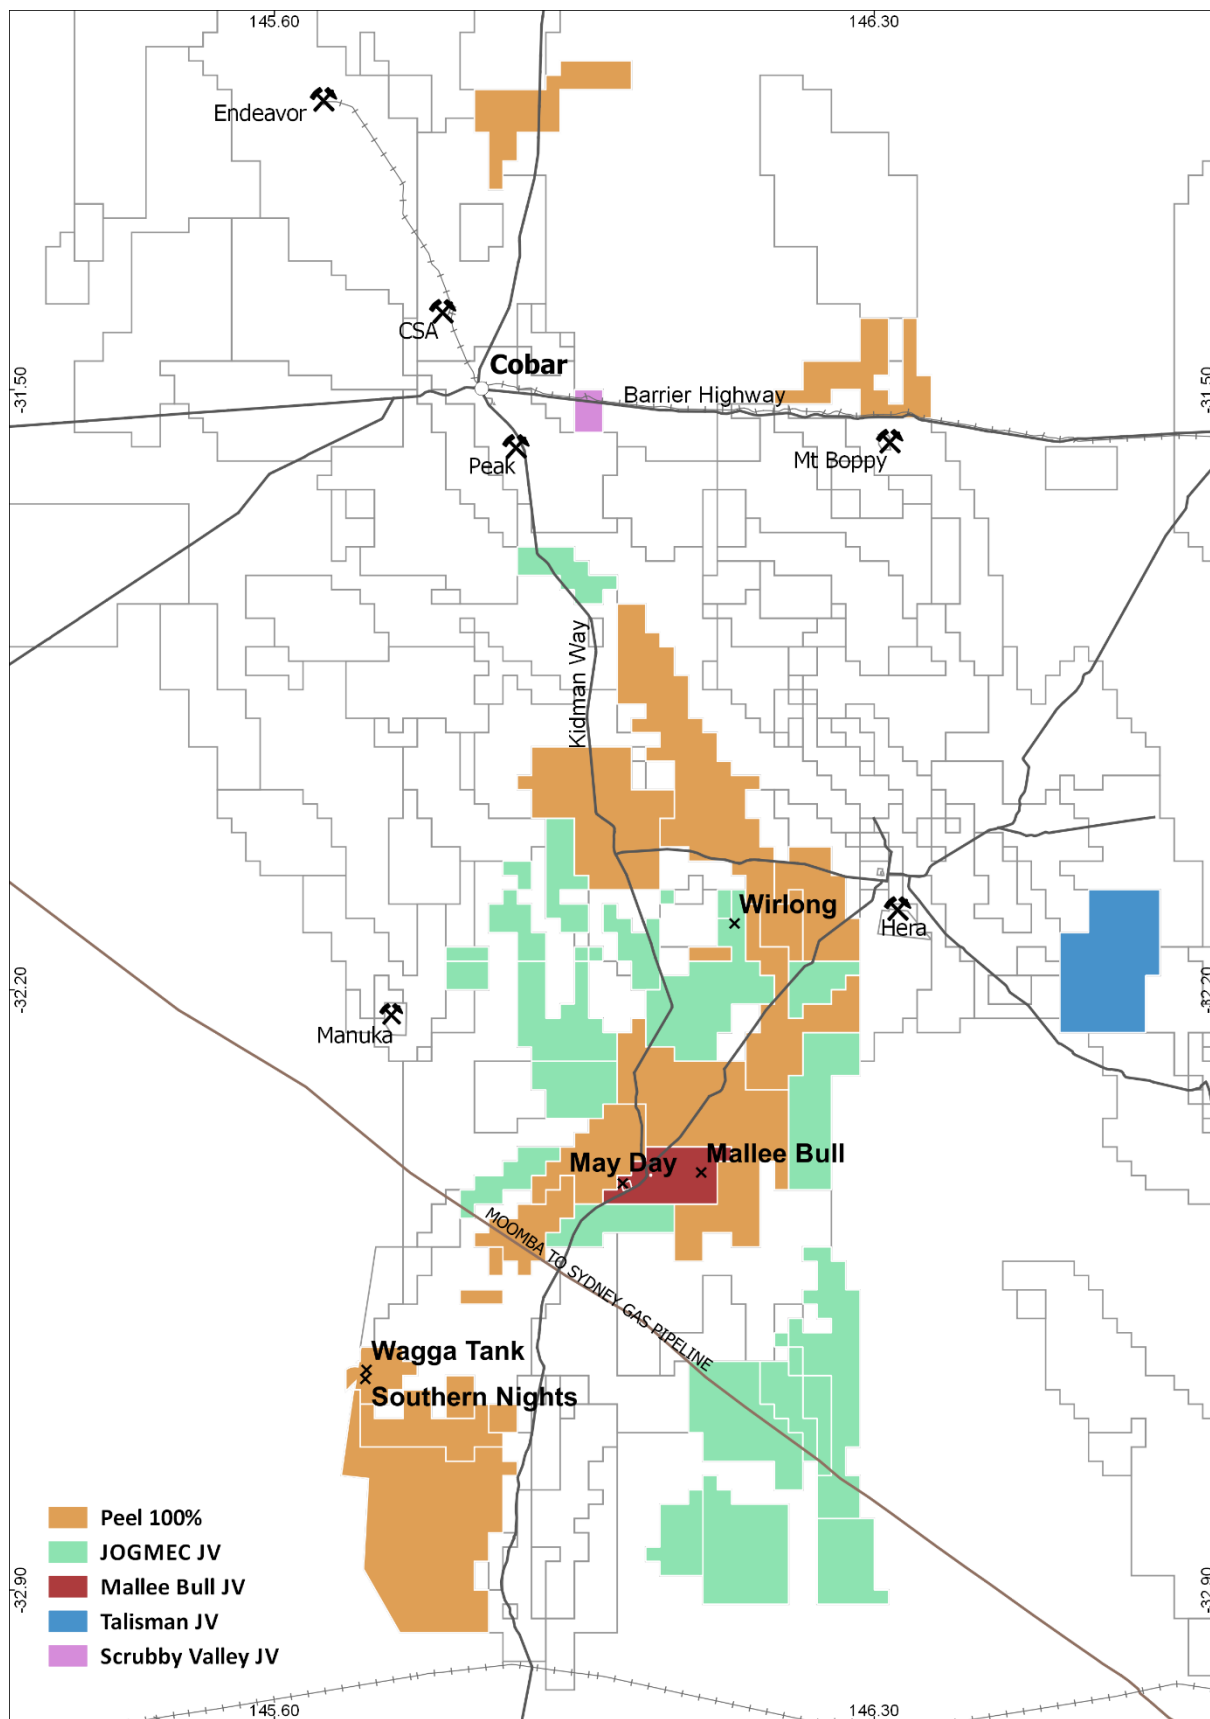 145.60
146.30
Endeavor
CSA
Cobar
-31.50
-31.50
Barrier Highway
Peak
Mt Boppy
Kidman Way
Wirlong
Hera
-32.20
-32.20
Manuka
May Day
Mallee Bull
MOOMBA TO SYDNEY GAS PIPELINE
Wagga Tank
Southern Nights
Peel 100%
JOGMEC JV
Mallee Bull JV
Talisman JV
Scrubby Valley JV
-32.90
-32.90
145.60
146.30